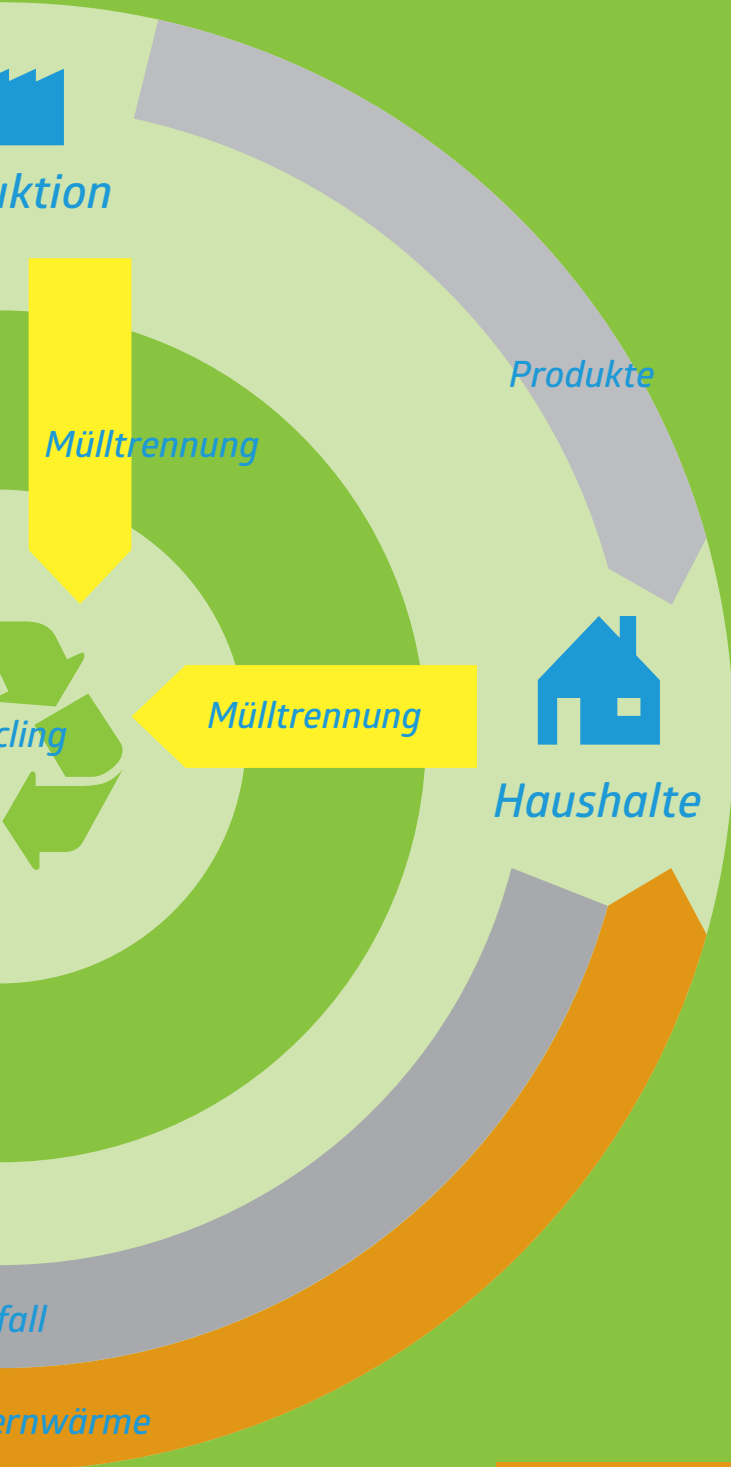 uktion
Produkte
Mülltrennung
Mülltrennung
cling
Haushalte
fall
ernwärme